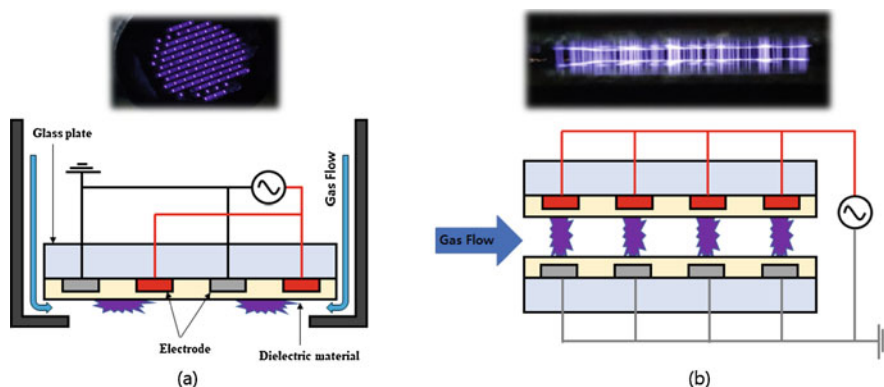 Glass plate
Gas Flow
Electrode
Dielectric material
(a)
Gas Flow
(b)